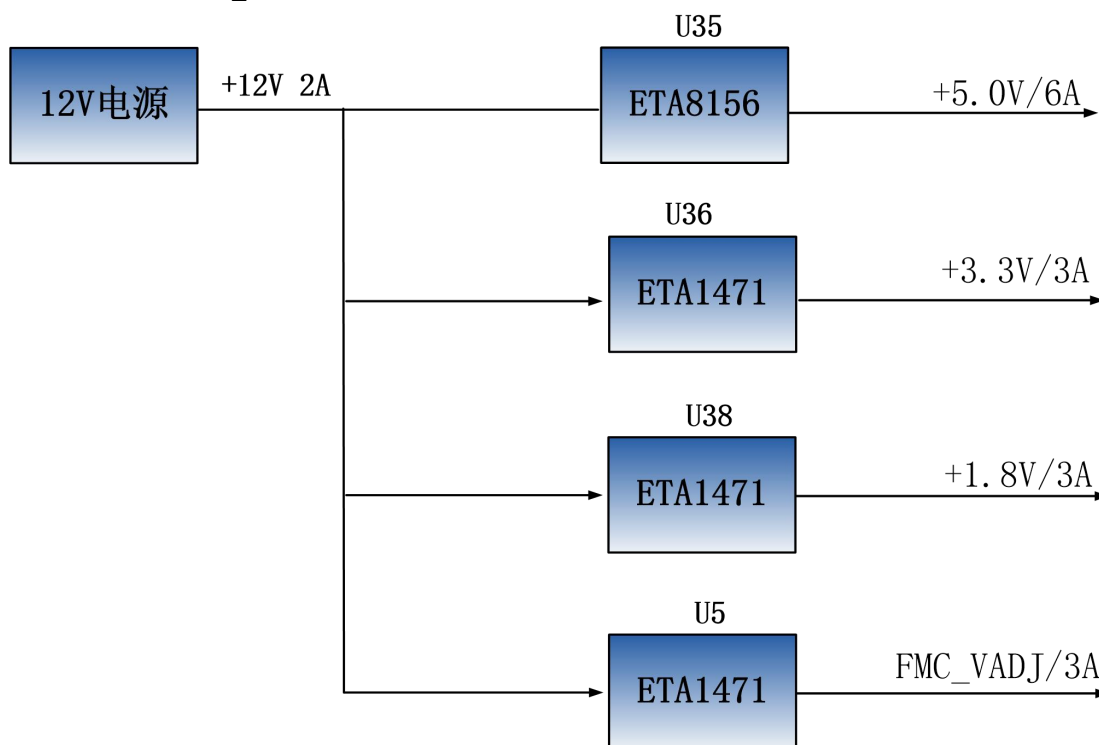 U35
12V电源
+12V 2A
ETA8156
+5.0V/6A
U36
ETA1471
+3.3V/3A
U38
ETA1471
+1.8V/3A
U5
ETA1471
FMC_VADJ/3A